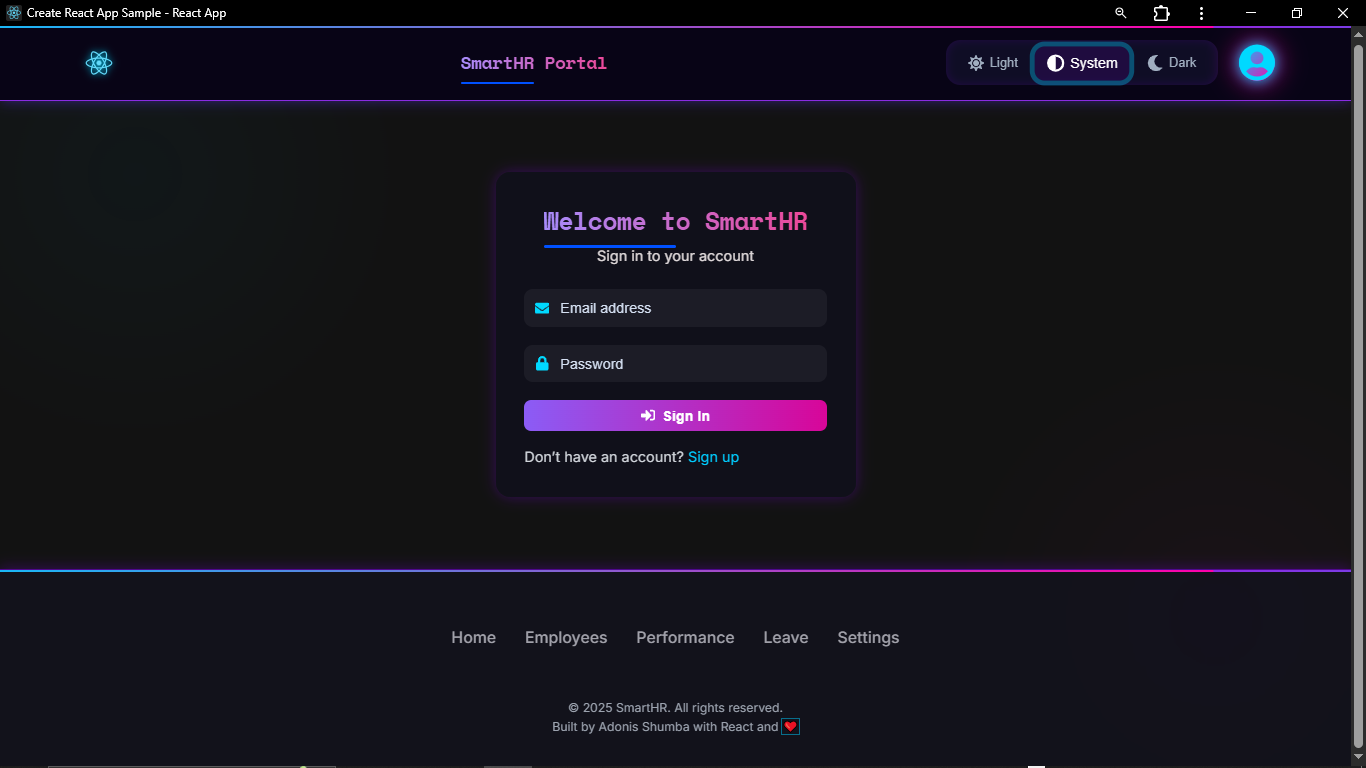 Create React App Sample - React App
SmartHR Portal
Light
System
Dark
Welcome to SmartHR
Sign in to your account
Email address
Password
Sign In
Don’t have an account? Sign up
Home
Employees
Performance
Leave
Settings
© 2025 SmartHR. All rights reserved.
Built by Adonis Shumba with React and ❤️